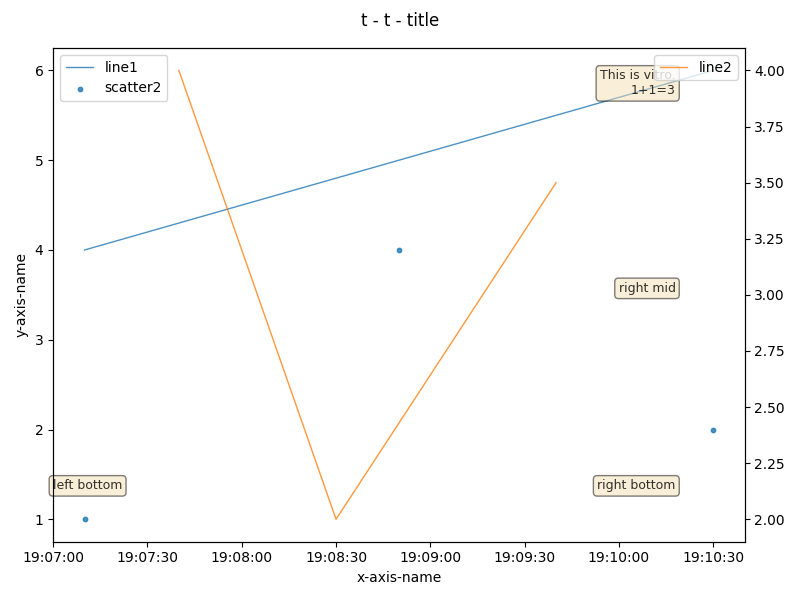 t - t - title
line1
scatter2
This is vitro.
1+1=3
line2
right mid
left bottom
right bottom
y-axis-name
6
5
4
3
2
1
4.00
3.75
3.50
3.25
3.00
2.75
2.50
2.25
2.00
19:07:00 19:07:30 19:08:00 19:08:30 19:09:00 19:09:30 19:10:00 19:10:30
x-axis-name